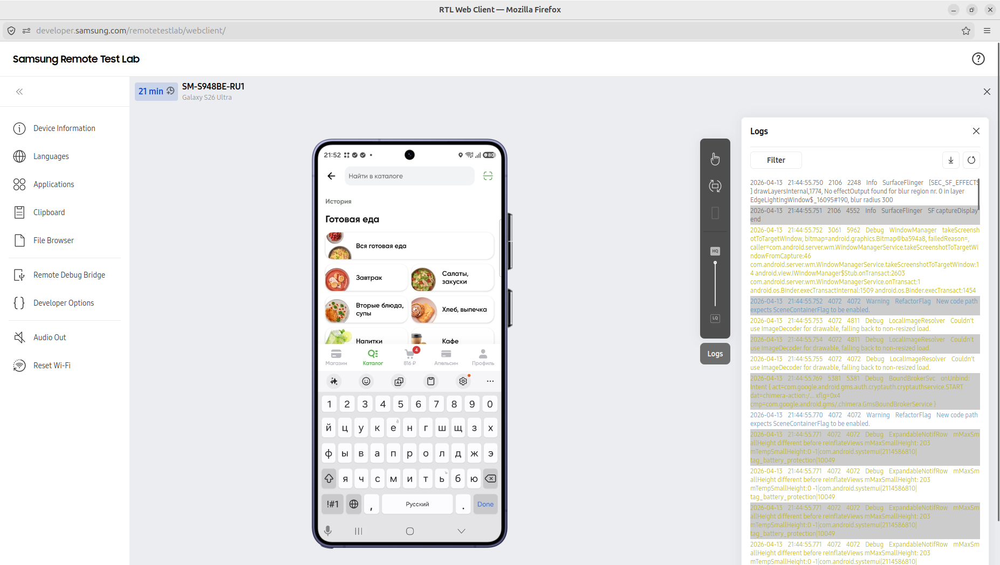 RTL Web Client — Mozilla Firefox
developer.samsung.com/remotetestlab/webclient/
Samsung Remote Test Lab
21 min
SM-S948BE-RU1
Galaxy S26 Ultra
Device Information
Languages
Applications
Clipboard
File Browser
Remote Debug Bridge
Developer Options
Audio Out
Reset Wi-Fi
21:52
80
Найти в каталоге
История
Готовая еда
Вся готовая еда
Завтрак
Салаты,
закуски
Вторые блюда,
супы
Хлеб, выпечка
Напитки
Кафе
4
Магазин
Каталог
816 ₽
Апельсин
Профиль
1 2 3 4 5 6 7 8 9 0
й ц у к е ё н г ш щ з х
ф ы в а п р о л д ж э
я ч с м и т ь ъ б ю
!#1 , Русский . Done
HQ
LQ
Logs
Logs
Filter
2026-04-13 21:44:55.750 2106 2248 Info SurfaceFlinger [SEC_SF_EFFECTS
] drawLayersInternal,1774, No effectOutput found for blur region nr. 0 in layer
EdgeLightingWindow$_16095#190, blur radius 300
2026-04-13 21:44:55.751 2106 4552 Info SurfaceFlinger SF captureDisplay
end
2026-04-13 21:44:55.752 3061 5962 Debug WindowManager takeScreensh
otToTargetWindow, bitmap=android.graphics.Bitmap@ba594a8, failedReason=,
caller=com.android.server.wm.WindowManagerService.takeScreenshotToTargetWi
ndowFromCapture:46
com.android.server.wm.WindowManagerService.takeScreenshotToTargetWindow:1
4 android.view.IWindowManager$Stub.onTransact:2603
com.android.server.wm.WindowManagerService.onTransact:1
android.os.Binder.execTransactInternal:1509 android.os.Binder.execTransact:1454
2026-04-13 21:44:55.752 4072 4072 Warning RefactorFlag New code path
expects SceneContainerFlag to be enabled.
2026-04-13 21:44:55.753 4072 4811 Debug LocalImageResolver Couldn't
use ImageDecoder for drawable, falling back to non-resized load.
2026-04-13 21:44:55.754 4072 4811 Debug LocalImageResolver Couldn't
use ImageDecoder for drawable, falling back to non-resized load.
2026-04-13 21:44:55.755 4072 4072 Debug LocalImageResolver Couldn't
use ImageDecoder for drawable, falling back to non-resized load.
2026-04-13 21:44:55.769 5381 5381 Debug BoundBrokerSvc onUnbind:
Intent { act=com.google.android.gms.auth.cryptauth.cryptauthservice.START
dat=chimera-action:/... xflg=0x4
cmp=com.google.android.gms/.chimera.GmsBoundBrokerService }
2026-04-13 21:44:55.770 4072 4072 Warning RefactorFlag New code path
expects SceneContainerFlag to be enabled.
2026-04-13 21:44:55.771 4072 4072 Debug ExpandableNotifRow mMaxSm
allHeight different before reInflateViews mMaxSmallHeight: 203
mTempSmallHeight:0 -1|com.android.systemui|2114586810|
tag_battery_protection|10049
2026-04-13 21:44:55.771 4072 4072 Debug ExpandableNotifRow mMaxSm
allHeight different before reInflateViews mMaxSmallHeight: 203
mTempSmallHeight:0 -1|com.android.systemui|2114586810|
tag_battery_protection|10049
2026-04-13 21:44:55.771 4072 4072 Debug ExpandableNotifRow mMaxSm
allHeight different before reInflateViews mMaxSmallHeight: 203
mTempSmallHeight:0 -1|com.android.systemui|2114586810|
tag_battery_protection|10049
2026-04-13 21:44:55.771 4072 4072 Debug ExpandableNotifRow mMaxSm
allHeight different before reInflateViews mMaxSmallHeight: 203
mTempSmallHeight:0 -1|com.android.systemui|2114586810|